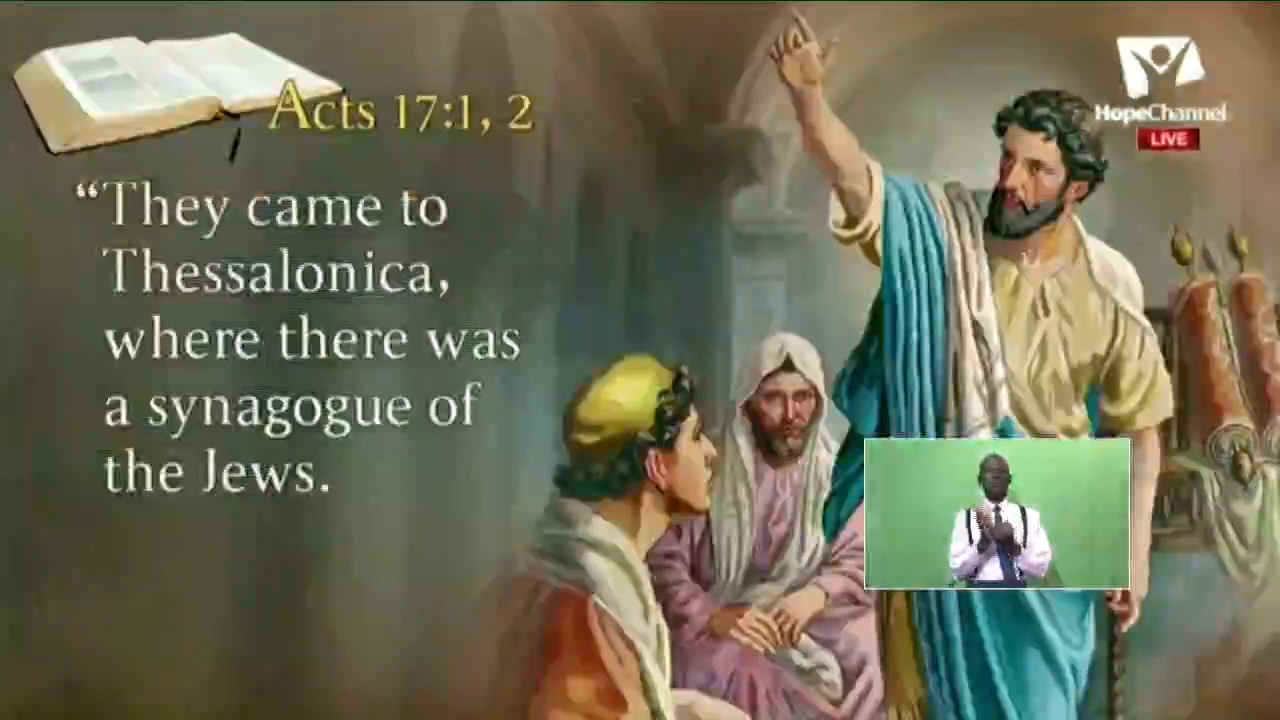 Acts 17:1, 2
“They came to
Thessalonica,
where there was
a synagogue of
the Jews.
HopeChannel
LIVE